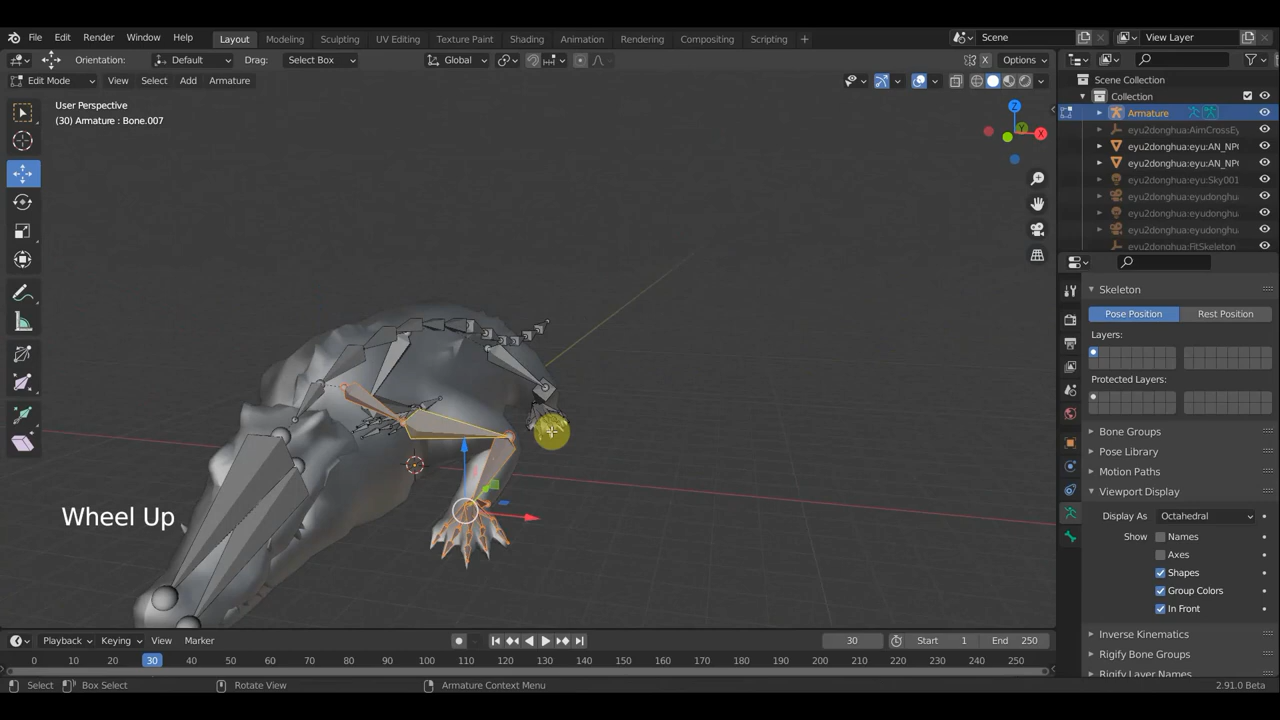 File Edit Render Window Help Layout Modeling Sculpting UV Editing Texture Paint Shading Animation Rendering Compositing Scripting + Scene View Layer
Orientation: Default Drag: Select Box Global X Options
Edit Mode View Select Add Armature
Scene Collection
Collection
User Perspective
(30) Armature : Bone.007
Z
Y
X
Armature
eyu2donghua:AimCrossEy
eyu2donghua:eyu:AN_NP(
eyu2donghua:eyu:AN_NP(
eyu2donghua:eyu:Sky001
eyu2donghua:eyudonghu
eyu2donghua:eyudonghu
eyu2donghua:eyudonghu
eyu2donghua:FitSkeleton
Skeleton
Pose Position Rest Position
Layers:
Protected Layers:
Bone Groups
Pose Library
Motion Paths
Viewport Display
Display As Octahedral
Show Names
Axes
Shapes
Group Colors
In Front
Inverse Kinematics
Rigify Bone Groups
Rigify Layer Names
Wheel Up
Playback Keying View Marker 30 Start 1 End 250
0 10 20 30 40 50 60 70 80 90 100 110 120 130 140 150 160 170 180 190 200 210 220 230 240 250
Select Box Select Rotate View Armature Context Menu 2.91.0 Beta